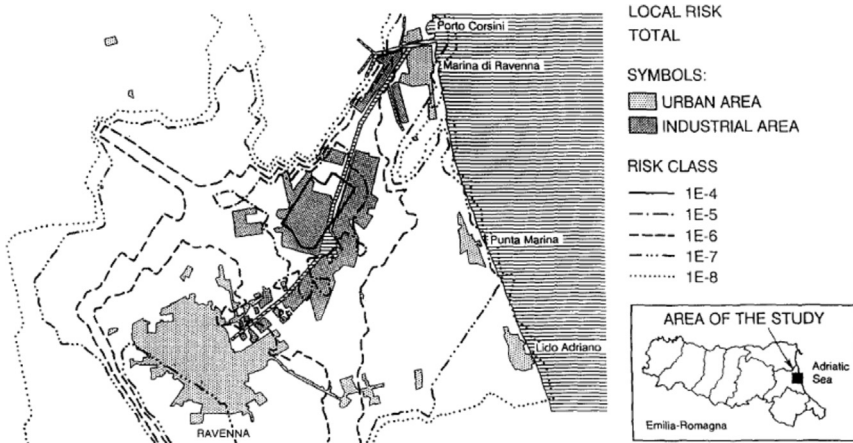 Porto Corsini
Marina di Ravenna
Punta Marina
Lido Adriano
RAVENNA
LOCAL RISK
TOTAL
SYMBOLS:
URBAN AREA
INDUSTRIAL AREA
RISK CLASS
1E-4
1E-5
1E-6
1E-7
1E-8
AREA OF THE STUDY
Adriatic
Sea
Emilia-Romagna